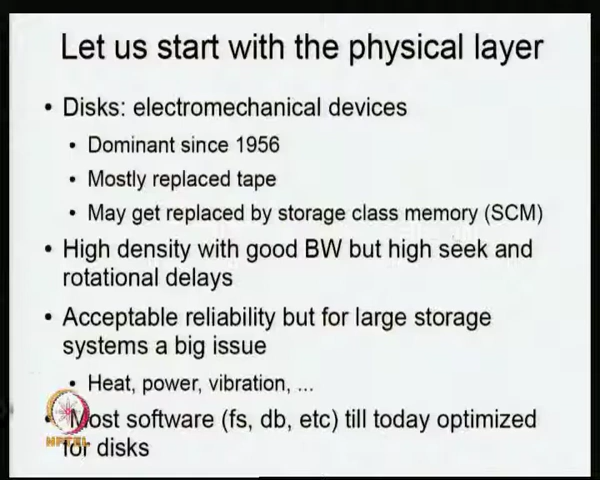 Let us start with the physical layer
• Disks: electromechanical devices
• Dominant since 1956
• Mostly replaced tape
• May get replaced by storage class memory (SCM)
• High density with good BW but high seek and
rotational delays
• Acceptable reliability but for large storage
systems a big issue
• Heat, power, vibration, ...
• Most software (fs, db, etc) till today optimized
for disks
NPTEL